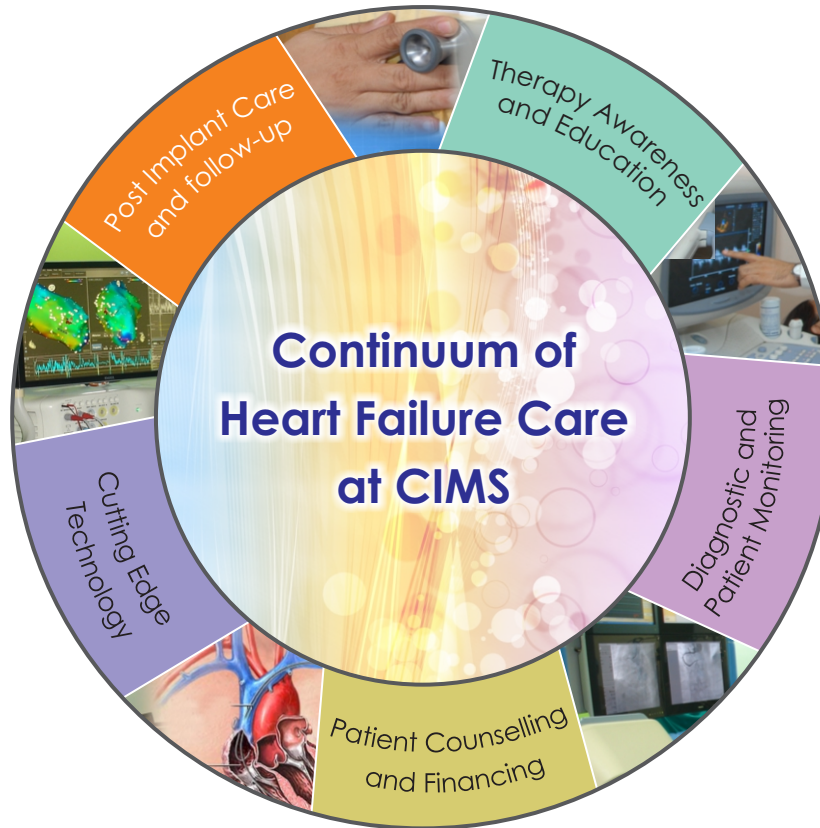 Continuum of
Heart Failure Care
at CIMS
Therapy Awareness
and Education
Diagnostic and
Patient Monitoring
Patient Counselling
and Financing
Cutting Edge
Technology
Post Implant Care
and follow-up